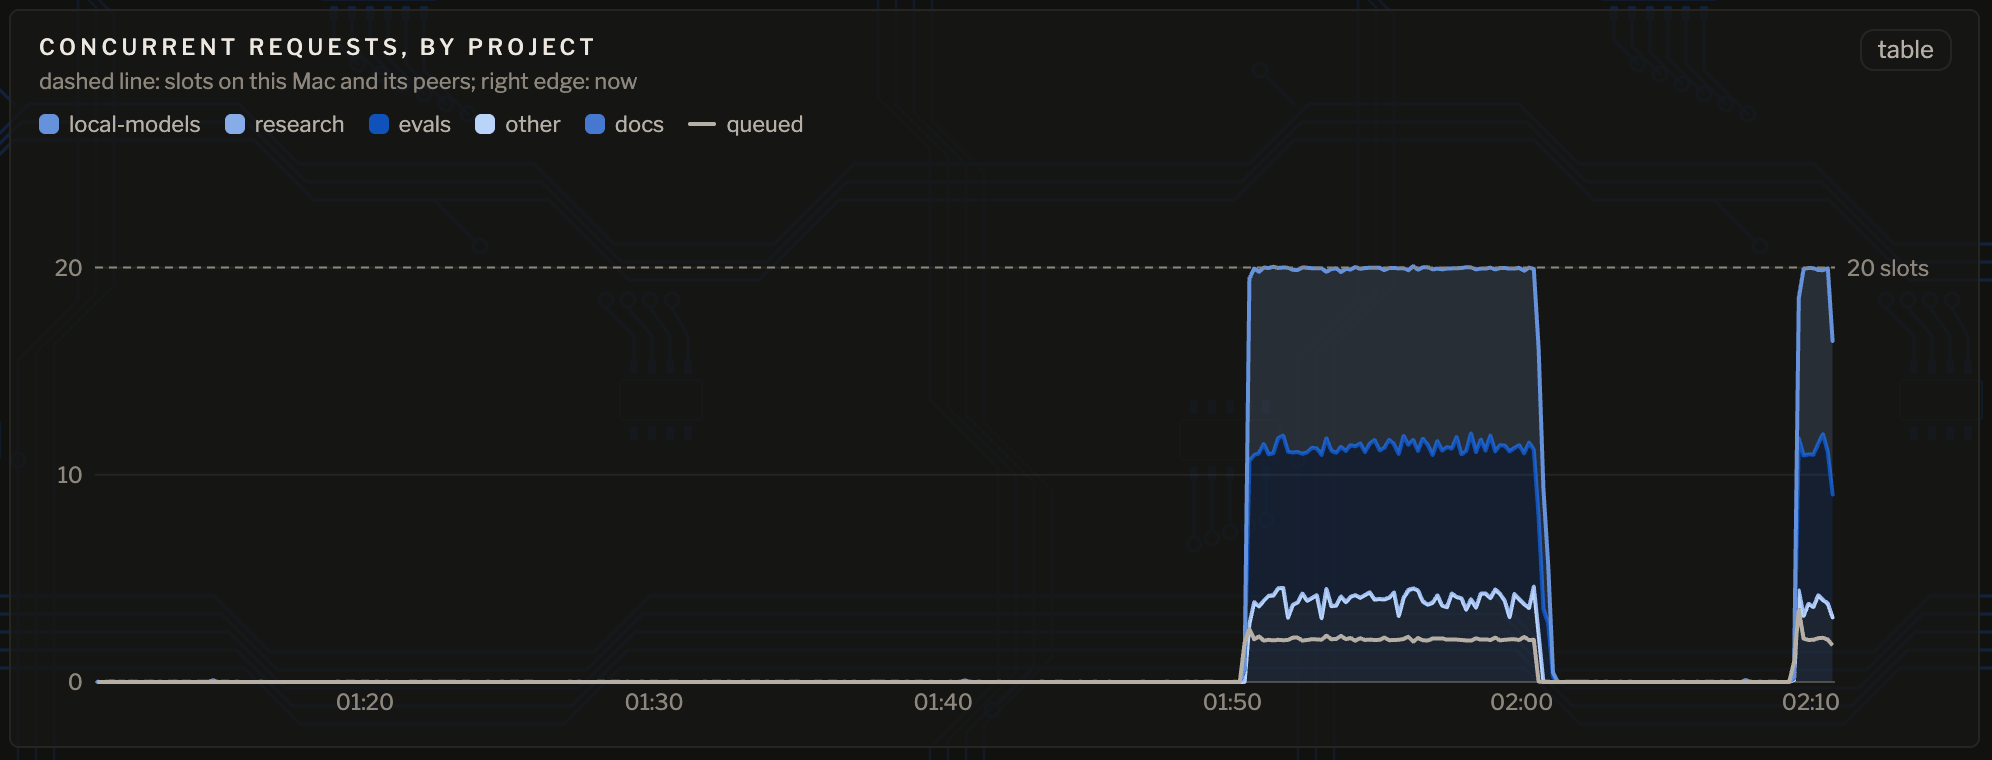 CONCURRENT REQUESTS, BY PROJECT
table
dashed line: slots on this Mac and its peers; right edge: now
local-models research evals other docs queued
20
20 slots
10
0
01:20 01:30 01:40 01:50 02:00 02:10